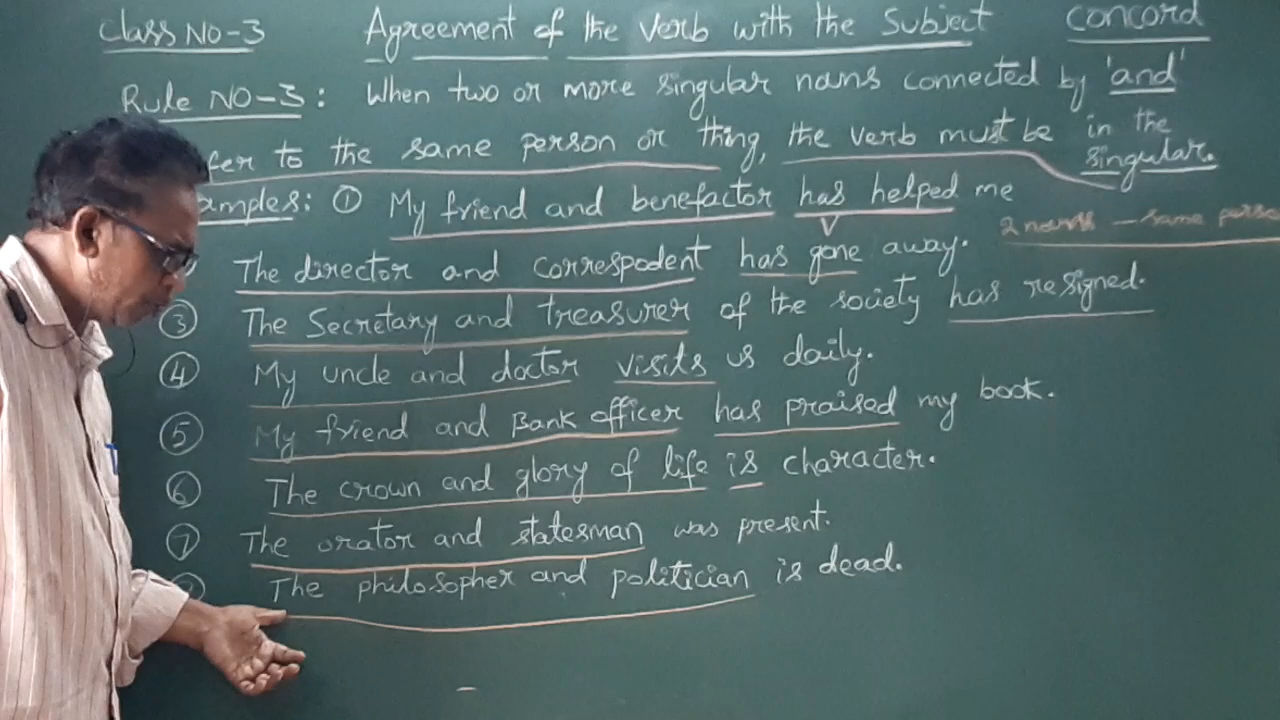 Class NO-3 Agreement of the verb with the Subject Concord
Rule NO-3: When two or more singular nans connected by 'and'
fer to the same person or thing, the verb must be in the singular.
amples: ① My friend and benefactor has helped me
V
2 nans - same perso
The director and correspodent has gone away.
③ The Secretary and treasurer of the society has resigned.
④ My uncle and doctor visits us daily.
⑤ My friend and Bank officer has praised my book.
⑥ The crown and glory of life is character.
⑦ The orator and statesman was present.
The philosopher and politician is dead.